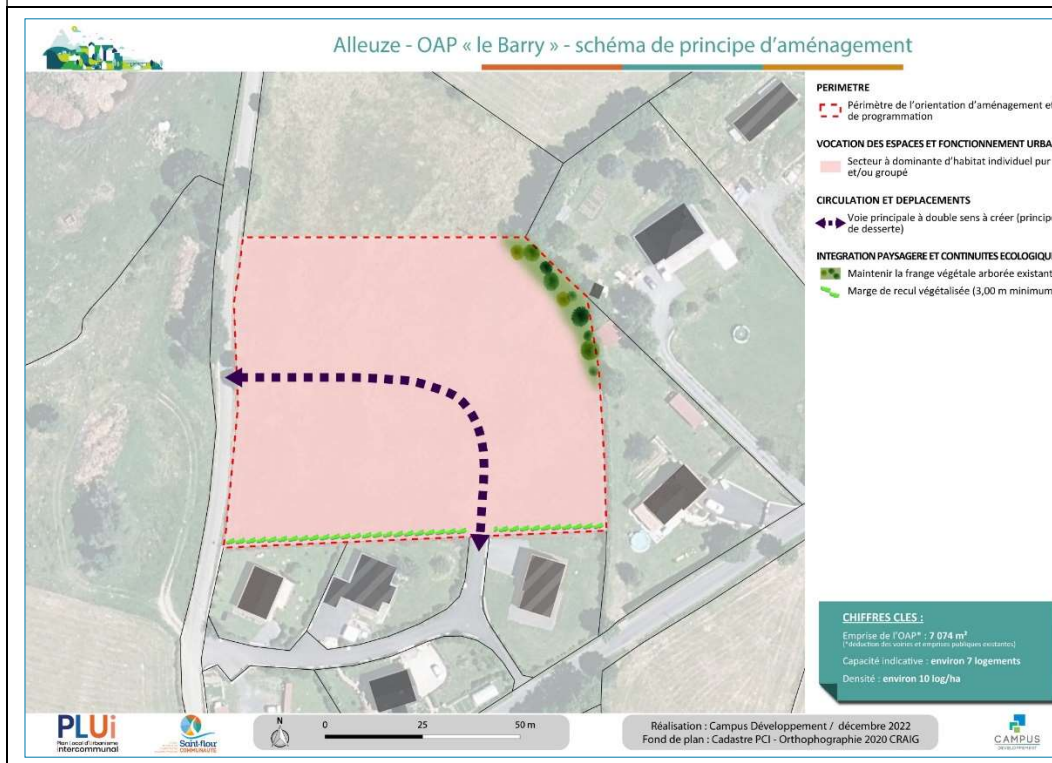 Alleuze - OAP « le Barry » - schéma de principe d'aménagement
PERIMETRE
Périmètre de l'orientation d'aménagement et
de programmation
VOCATION DES ESPACES ET FONCTIONNEMENT URBA
Secteur à dominante d'habitat individuel pur
et/ou groupé
CIRCULATION ET DEPLACEMENTS
Voie principale à double sens à créer (principe
de desserte)
INTEGRATION PAYSAGERE ET CONTINUITES ECOLOGIQU
Maintenir la frange végétale arborée existant
Marge de recul végétalisée (3,00 m minimum
CHIFFRES CLES :
Emprise de l'OAP* : 7 074 m²
(*déduction des voiries et emprises publiques existantes)
Capacité indicative : environ 7 logements
Densité : environ 10 log/ha
PLUi
Plan Local d'Urbanisme
intercommunal
Saint-flour
COMMUNAUTÉ
N
0 25 50 m
Réalisation : Campus Développement / décembre 2022
Fond de plan : Cadastre PCI - Orthophographie 2020 CRAIG
CAMPUS
DÉVELOPPEMENT